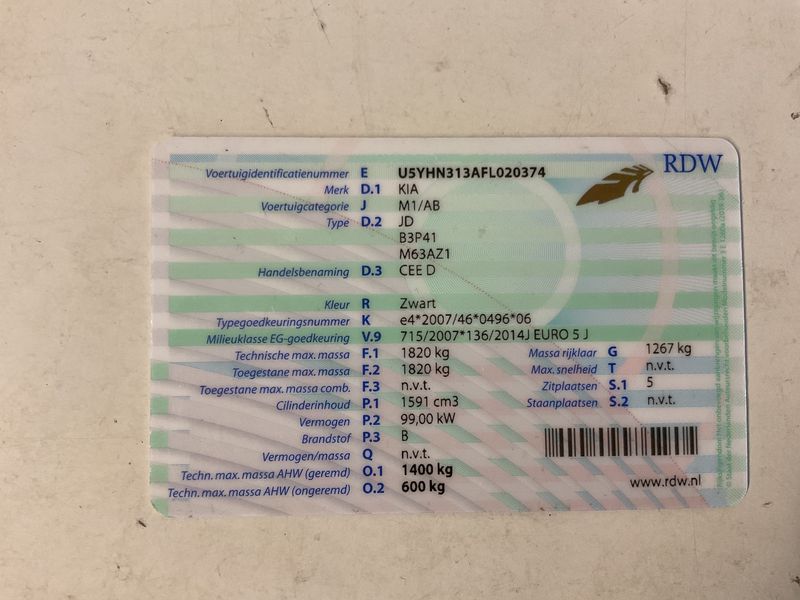 RDW
Voertuigidentificatienummer E U5YHN313AFL020374
Merk D.1 KIA
Voertuigcategorie J M1/AB
Type D.2 JD
B3P41
M63AZ1
Handelsbenaming D.3 CEE D
Kleur R Zwart
Typegoedkeuringsnummer K e4*2007/46*0496*06
Milieuklasse EG-goedkeuring V.9 715/2007*136/2014J EURO 5 J
Technische max. massa F.1 1820 kg Massa rijklaar G 1267 kg
Toegestane max. massa F.2 1820 kg Max. snelheid T n.v.t.
Toegestane max. massa comb. F.3 n.v.t. Zitplaatsen S.1 5
Cilinderinhoud P.1 1591 cm3 Staanplaatsen S.2 n.v.t.
Vermogen P.2 99,00 kW
Brandstof P.3 B
Vermogen/massa Q n.v.t.
Techn. max. massa AHW (geremd) O.1 1400 kg
Techn. max. massa AHW (ongeremd) O.2 600 kg
www.rdw.nl